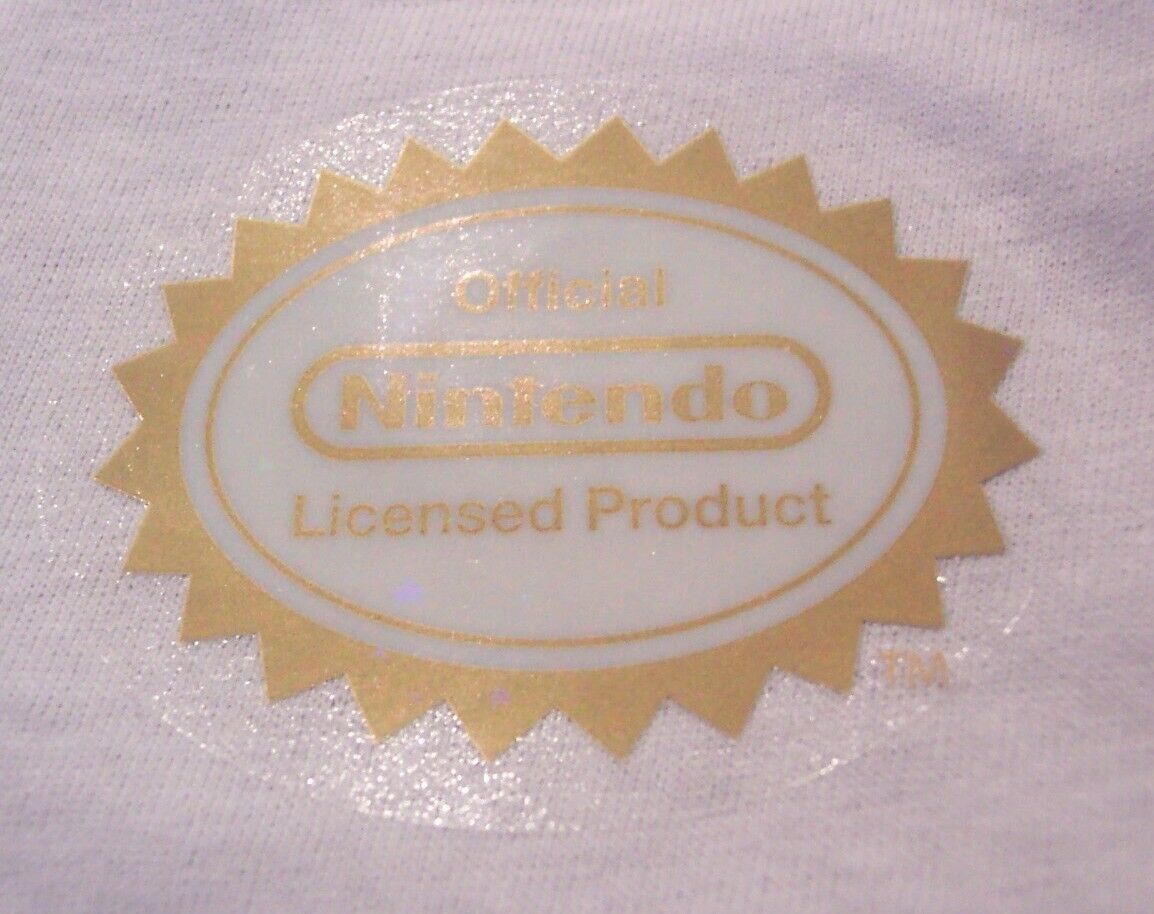 Official
Nintendo
Licensed Product
TM